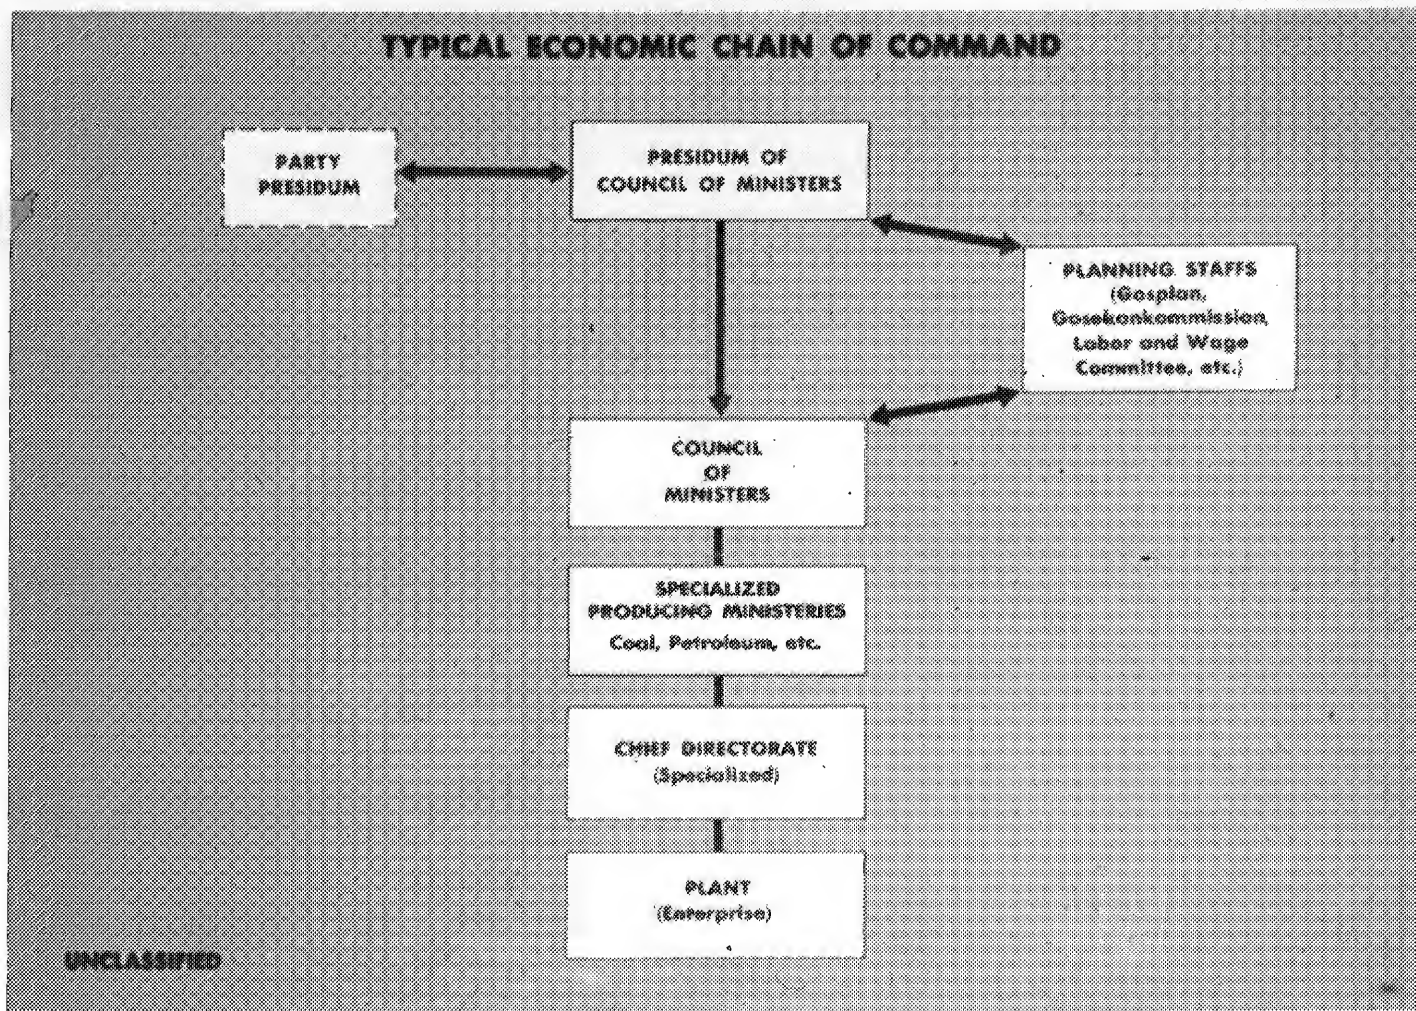 TYPICAL ECONOMIC CHAIN OF COMMAND
PARTY
PRESIDUM
PRESIDUM OF
COUNCIL OF MINISTERS
PLANNING STAFFS
(Gosplan,
Gosekonkommission,
Labor and Wage
Committee, etc.)
COUNCIL
OF
MINISTERS
SPECIALIZED
PRODUCING MINISTERIES
Coal, Petroleum, etc.
CHIEF DIRECTORATE
(Specialized)
PLANT
(Enterprise)
UNCLASSIFIED